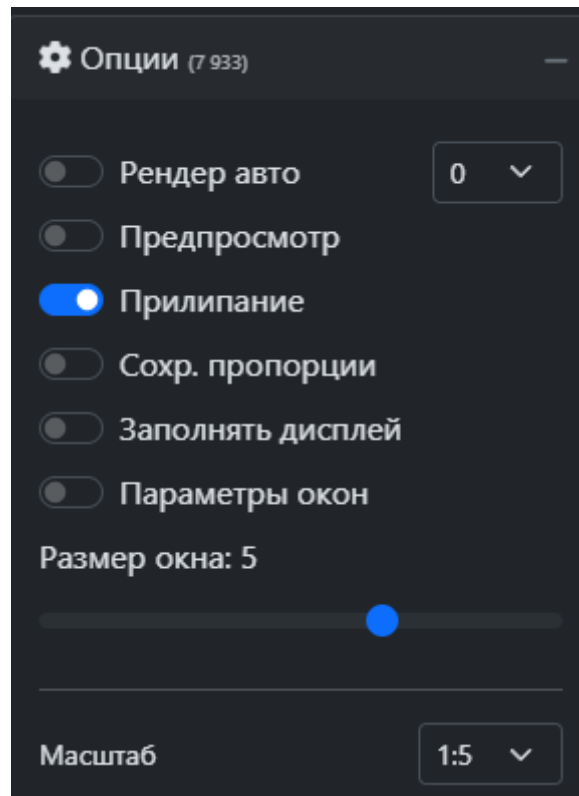 Опции (7 933)
Рендер авто 0
Предпросмотр
Прилипание
Сохр. пропорции
Заполнять дисплей
Параметры окон
Размер окна: 5
Масштаб 1:5